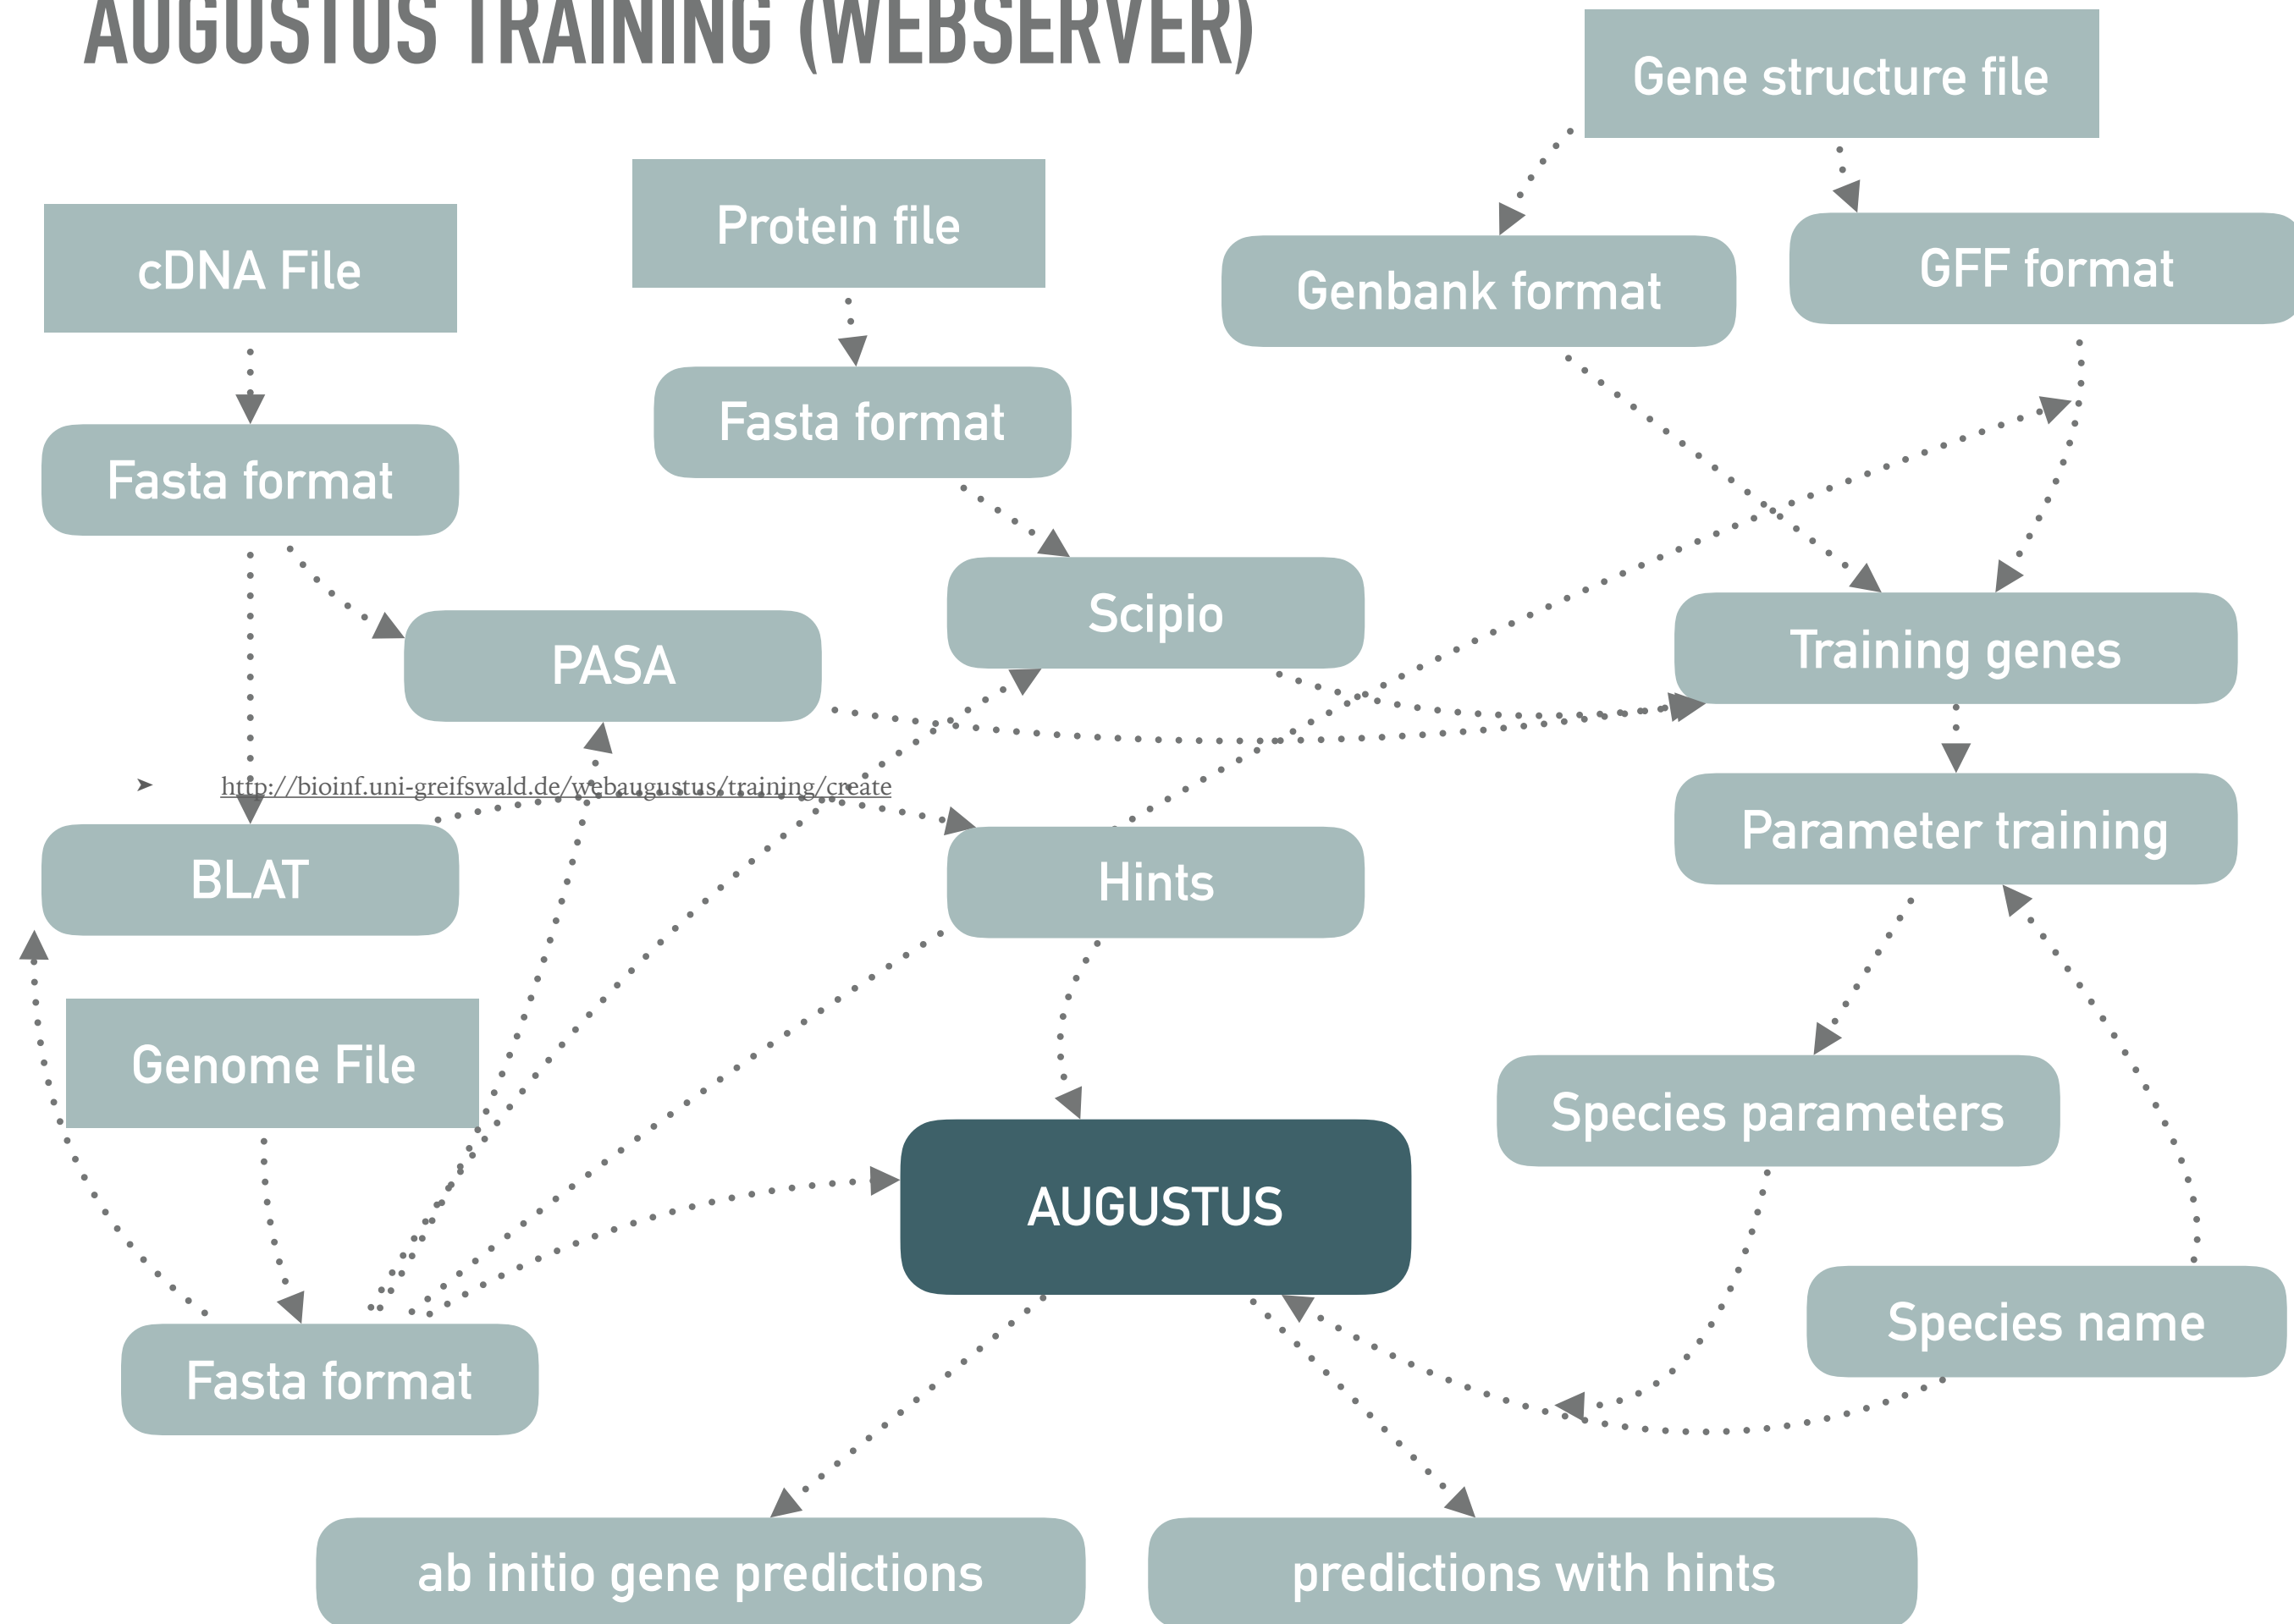 AUGUSTUS TRAINING (WEBSERVER)
Gene structure file
Protein file
cDNA File
Genbank format
GFF format
Fasta format
Fasta format
Scipio
PASA
Training genes
➤ http://bioinf.uni-greifswald.de/webaugustus/training/create
Parameter training
BLAT
Hints
Genome File
Species parameters
AUGUSTUS
Species name
Fasta format
ab initio gene predictions
predictions with hints